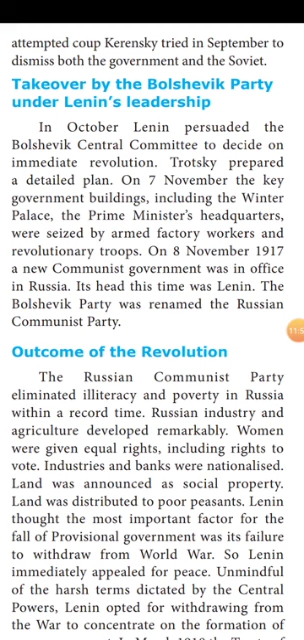 attempted coup Kerensky tried in September to
dismiss both the government and the Soviet.
Takeover by the Bolshevik Party
under Lenin's leadership
In October Lenin persuaded the
Bolshevik Central Committee to decide on
immediate revolution. Trotsky prepared
a detailed plan. On 7 November the key
government buildings, including the Winter
Palace, the Prime Minister's headquarters,
were seized by armed factory workers and
revolutionary troops. On 8 November 1917
a new Communist government was in office
in Russia. Its head this time was Lenin. The
Bolshevik Party was renamed the Russian
Communist Party.
Outcome of the Revolution
The Russian Communist Party
eliminated illiteracy and poverty in Russia
within a record time. Russian industry and
agriculture developed remarkably. Women
were given equal rights, including rights to
vote. Industries and banks were nationalised.
Land was announced as social property.
Land was distributed to poor peasants. Lenin
thought the most important factor for the
fall of Provisional government was its failure
to withdraw from World War. So Lenin
immediately appealed for peace. Unmindful
of the harsh terms dictated by the Central
Powers, Lenin opted for withdrawing from
the War to concentrate on the formation of